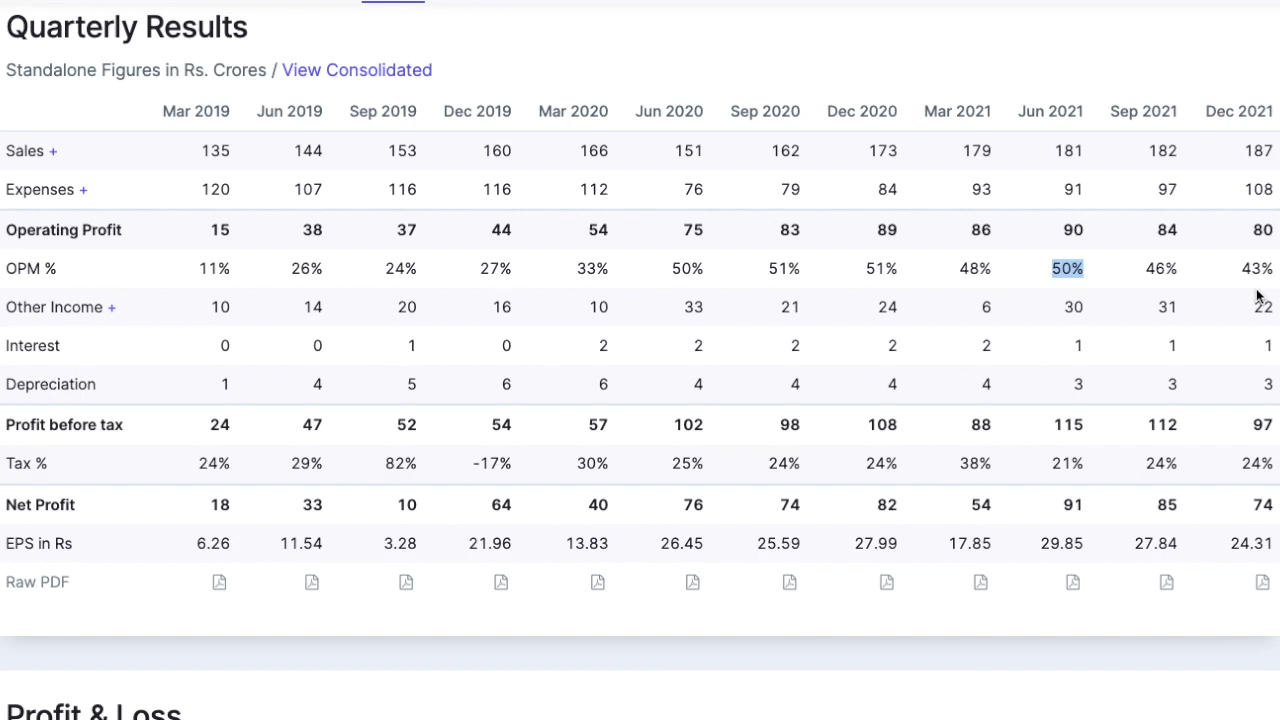 Quarterly Results
Standalone Figures in Rs. Crores / View Consolidated
Mar 2019 Jun 2019 Sep 2019 Dec 2019 Mar 2020 Jun 2020 Sep 2020 Dec 2020 Mar 2021 Jun 2021 Sep 2021 Dec 2021
Sales + 135 144 153 160 166 151 162 173 179 181 182 187
Expenses + 120 107 116 116 112 76 79 84 93 91 97 108
Operating Profit 15 38 37 44 54 75 83 89 86 90 84 80
OPM % 11% 26% 24% 27% 33% 50% 51% 51% 48% 50% 46% 43%
Other Income + 10 14 20 16 10 33 21 24 6 30 31 22
Interest 0 0 1 0 2 2 2 2 2 1 1 1
Depreciation 1 4 5 6 6 4 4 4 4 3 3 3
Profit before tax 24 47 52 54 57 102 98 108 88 115 112 97
Tax % 24% 29% 82% -17% 30% 25% 24% 24% 38% 21% 24% 24%
Net Profit 18 33 10 64 40 76 74 82 54 91 85 74
EPS in Rs 6.26 11.54 3.28 21.96 13.83 26.45 25.59 27.99 17.85 29.85 27.84 24.31
Raw PDF
Profit & Loss